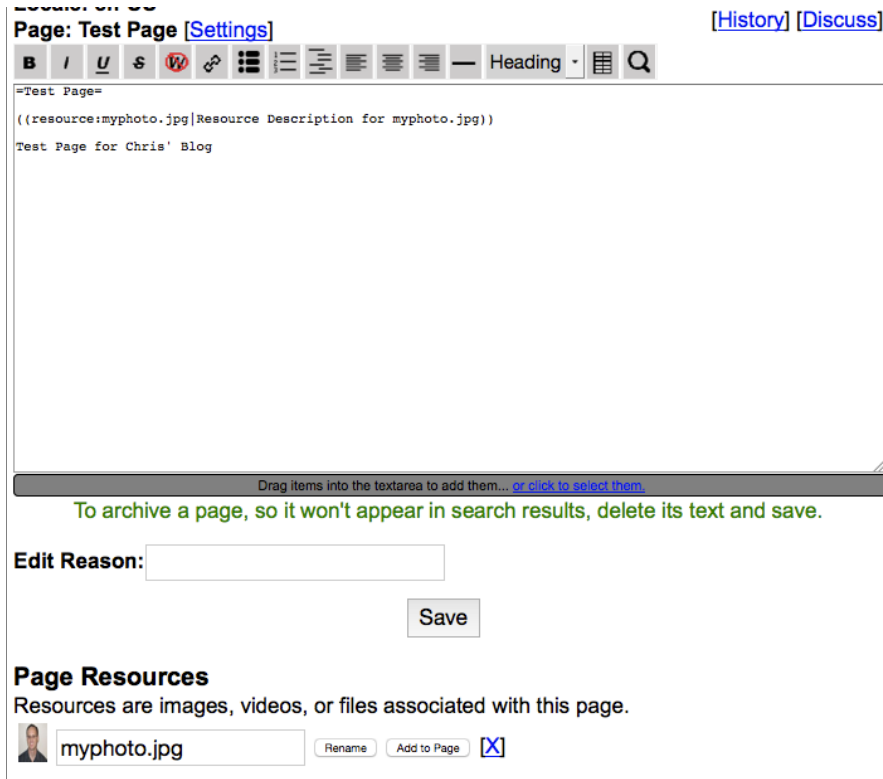 Locale: en-US
Page: Test Page [Settings]
[History] [Discuss]
B I U S W Heading
=Test Page=
((resource:myphoto.jpg|Resource Description for myphoto.jpg))
Test Page for Chris' Blog
Drag items into the textarea to add them... or click to select them.
To archive a page, so it won't appear in search results, delete its text and save.
Edit Reason:
Save
Page Resources
Resources are images, videos, or files associated with this page.
myphoto.jpg Rename Add to Page [X]